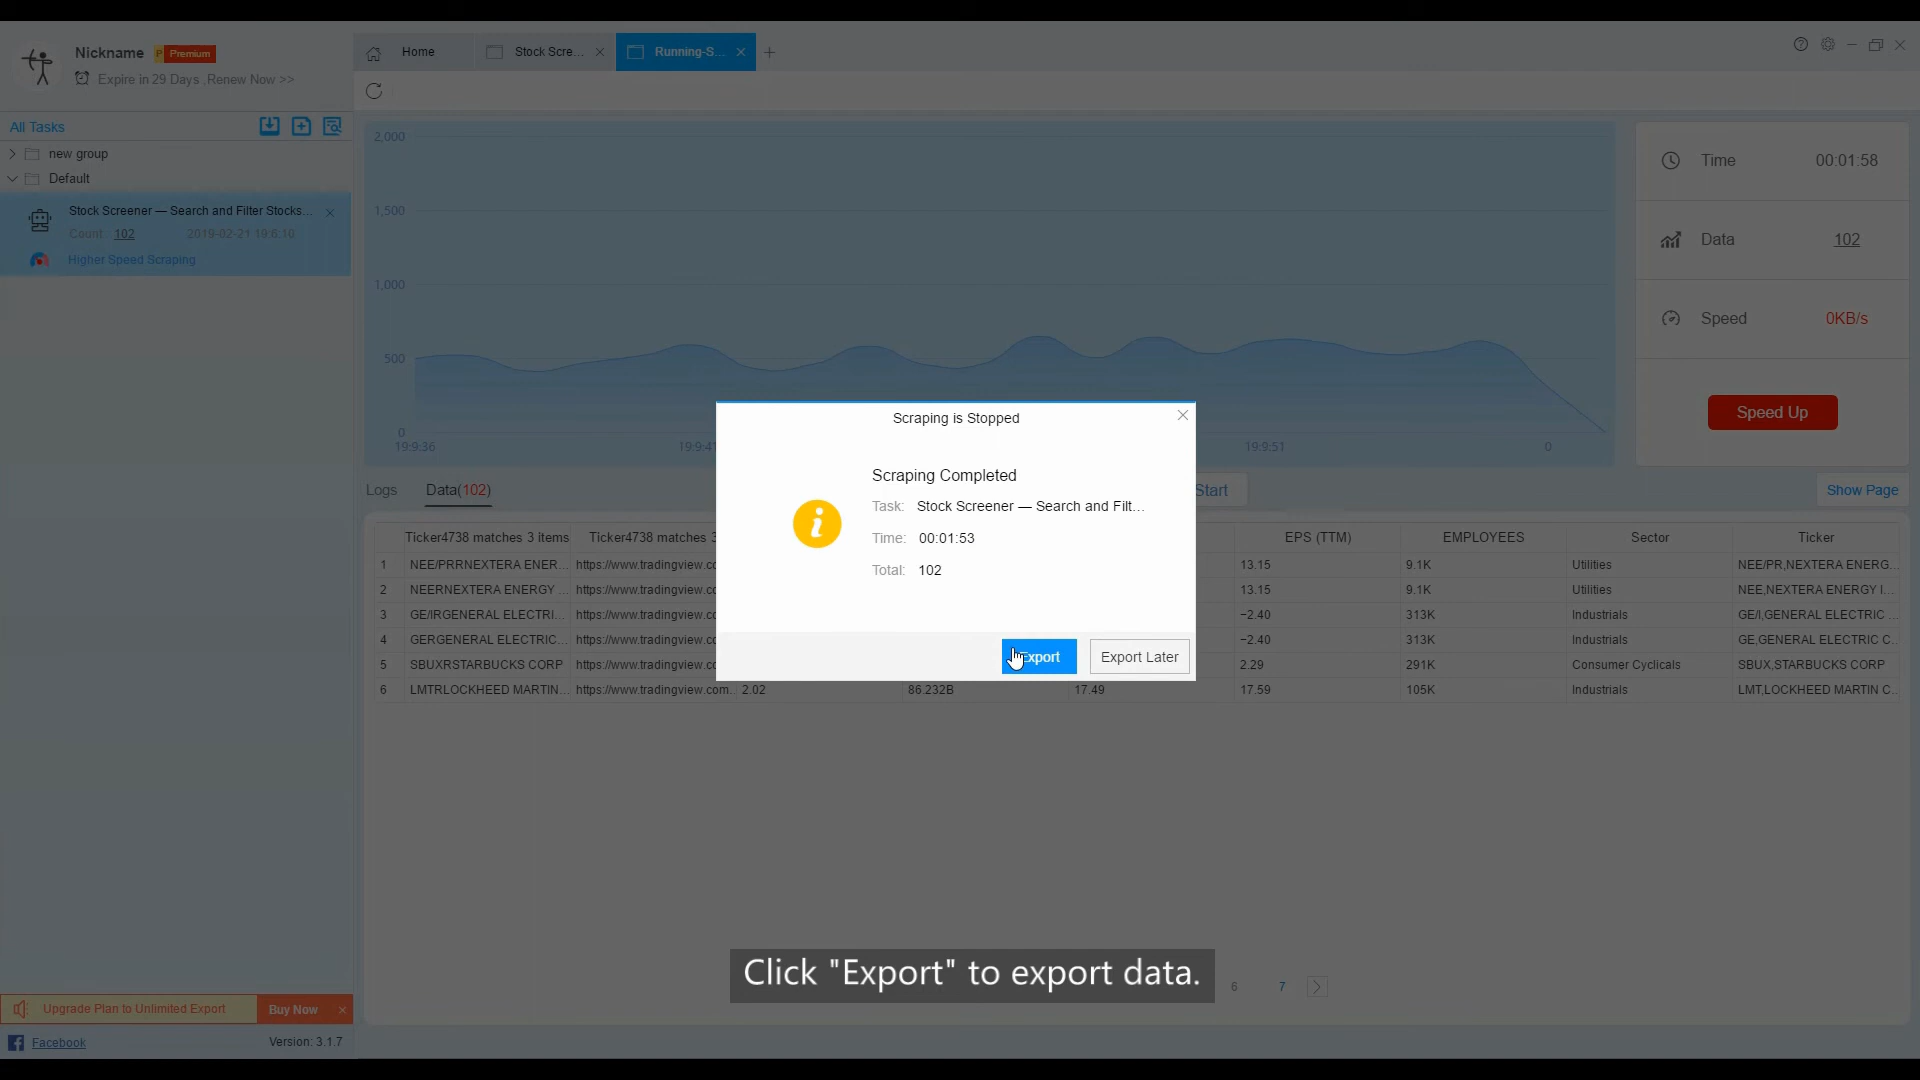 Nickname P Premium
Expire in 29 Days ,Renew Now >>
Home
Stock Scre...
Running-S...
All Tasks
new group
Default
Stock Screener — Search and Filter Stocks...
Count: 102 2019-02-21 19:6:10
Higher Speed Scraping
2,000
1,500
1,000
500
0
19:9:36 19:9:41 19:9:51 0
Time 00:01:58
Data 102
Speed 0KB/s
Speed Up
Logs Data(102) Start Show Page
Scraping is Stopped
Scraping Completed
Task: Stock Screener — Search and Filt...
Time: 00:01:53
Total: 102
Export Export Later
Ticker4738 matches 3 items Ticker4738 matches EPS (TTM) EMPLOYEES Sector Ticker
1 NEE/PRRNEXTERA ENER... https://www.tradingview.co 13.15 9.1K Utilities NEE/PR,NEXTERA ENERG...
2 NEERNEXTERA ENERGY ... https://www.tradingview.co 13.15 9.1K Utilities NEE,NEXTERA ENERGY I...
3 GE/IRGENERAL ELECTRI... https://www.tradingview.co −2.40 313K Industrials GE/I,GENERAL ELECTRIC ...
4 GERGENERAL ELECTRIC... https://www.tradingview.co −2.40 313K Industrials GE,GENERAL ELECTRIC C...
5 SBUXRSTARBUCKS CORP https://www.tradingview.co 2.29 291K Consumer Cyclicals SBUX,STARBUCKS CORP
6 LMTRLOCKHEED MARTIN... https://www.tradingview.com... 2.02 86.232B 17.49 17.59 105K Industrials LMT,LOCKHEED MARTIN C...
Click "Export" to export data.
6 7
Upgrade Plan to Unlimited Export Buy Now
Facebook Version: 3.1.7